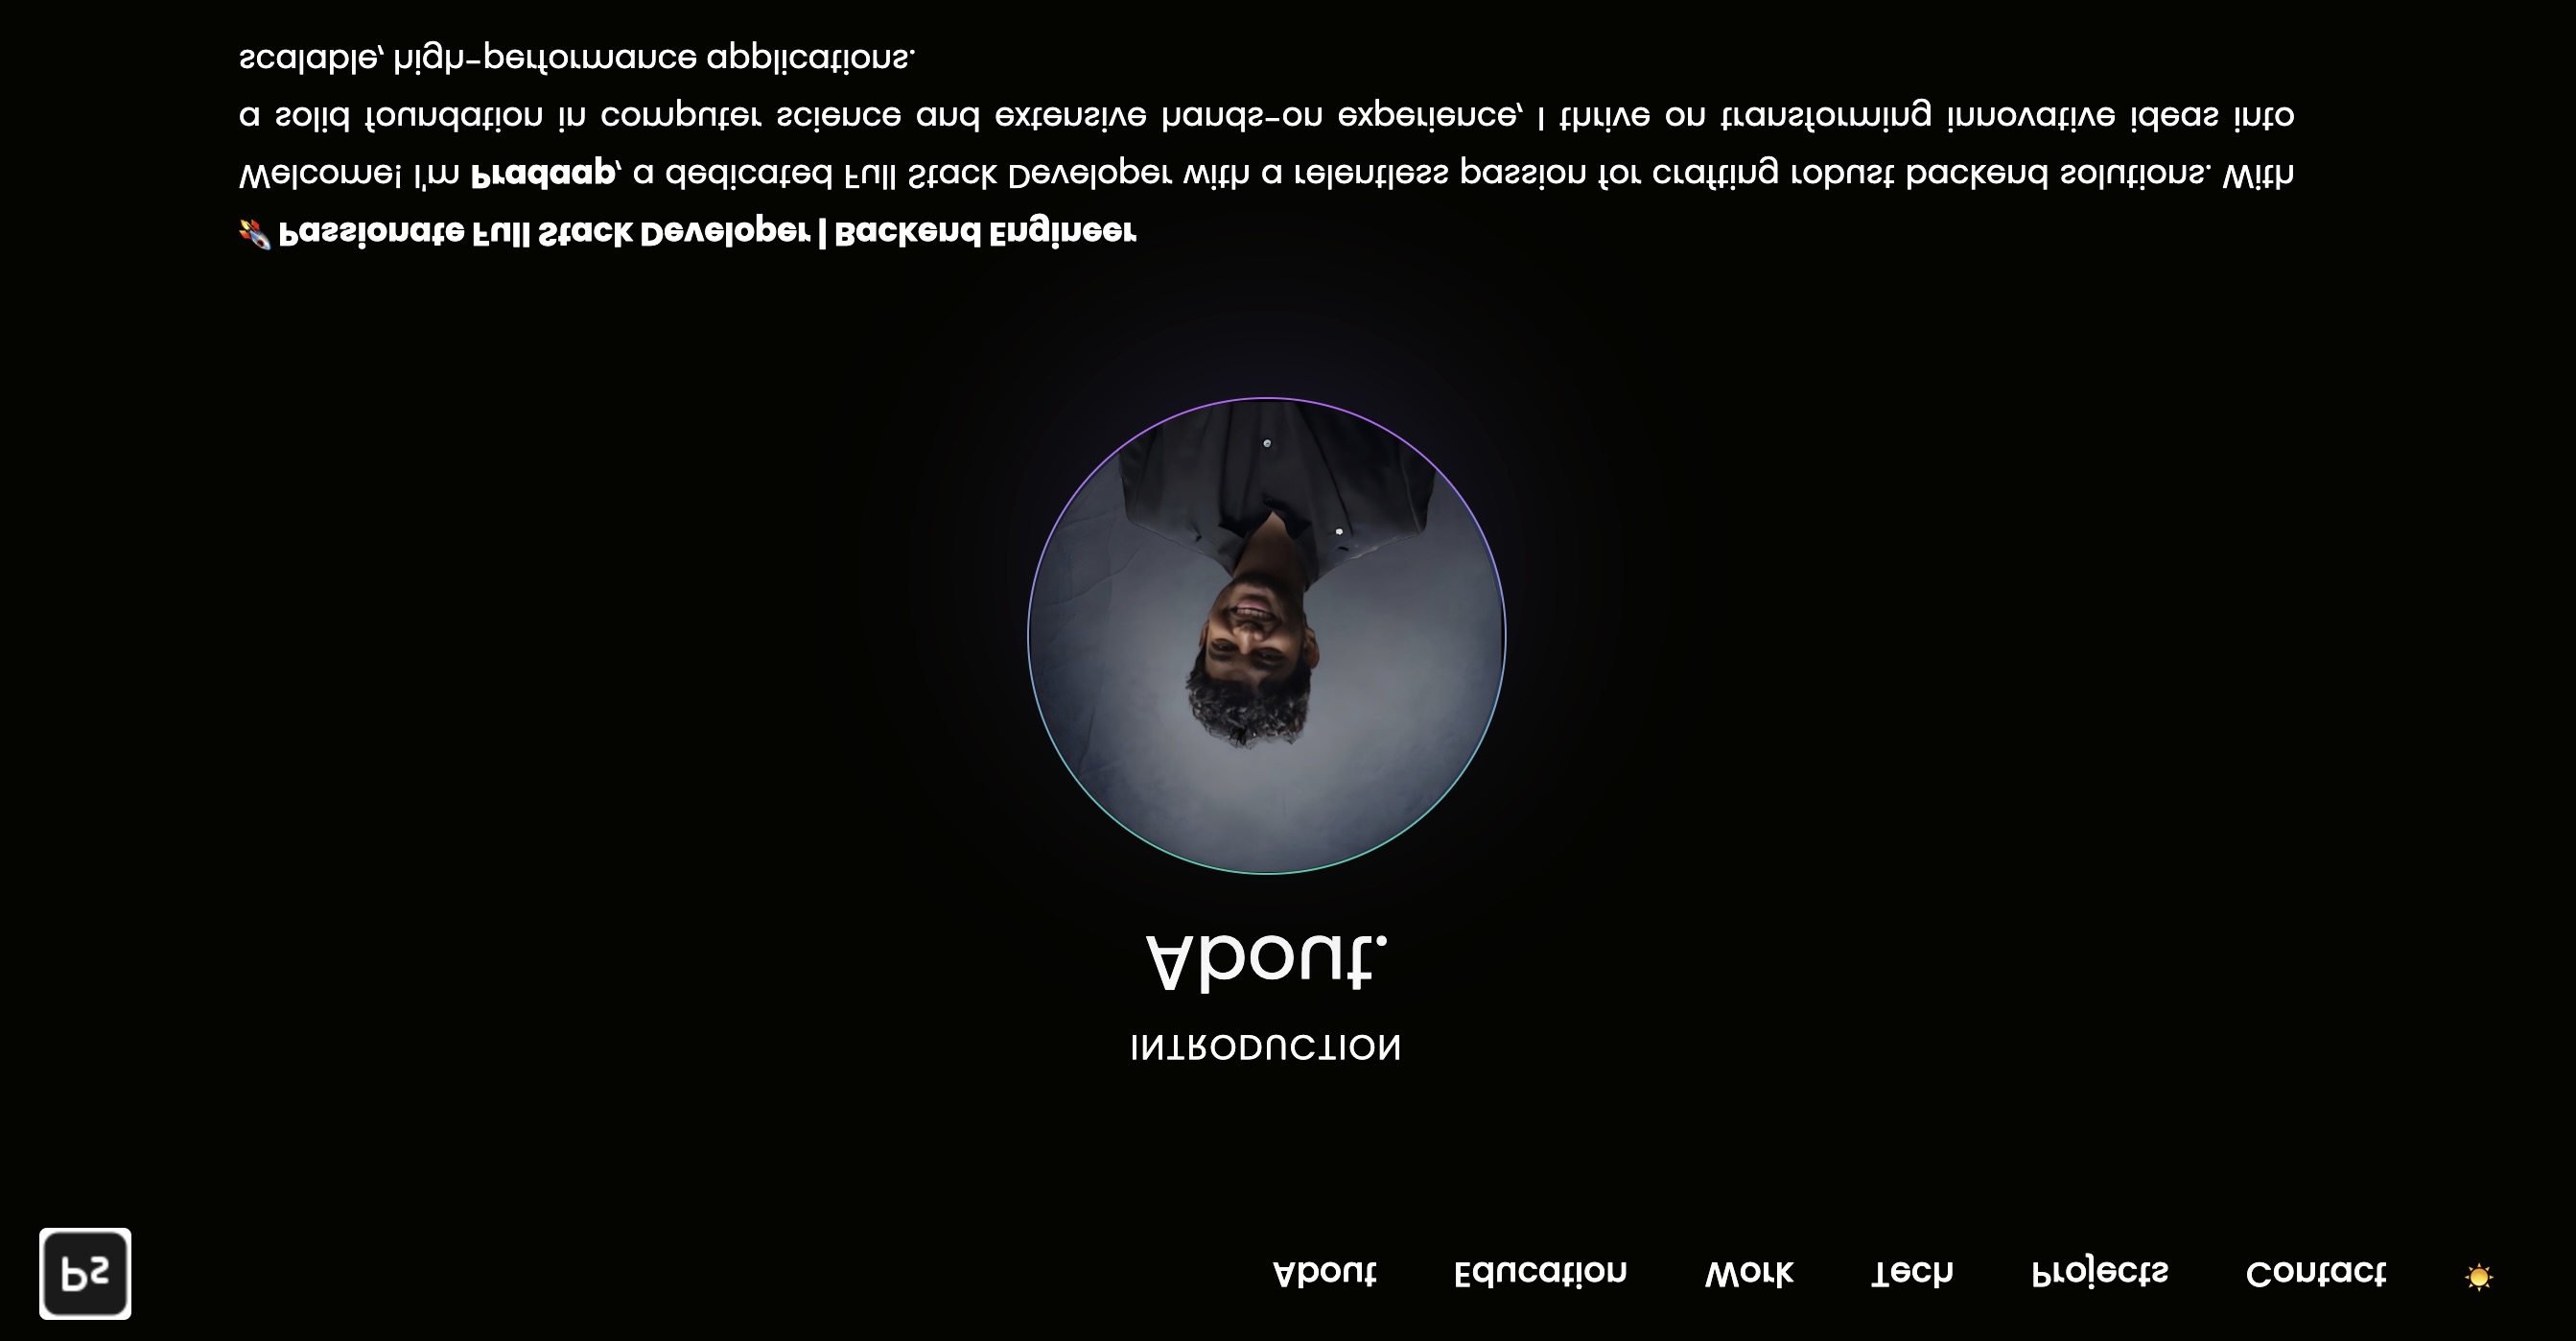 Ps
About Education Work Tech Projects Contact
INTRODUCTION
About.
🚀 Passionate Full Stack Developer | Backend Engineer
Welcome! I'm Pradaap, a dedicated Full Stack Developer with a relentless passion for crafting robust backend solutions. With
a solid foundation in computer science and extensive hands-on experience, I thrive on transforming innovative ideas into
scalable, high-performance applications.